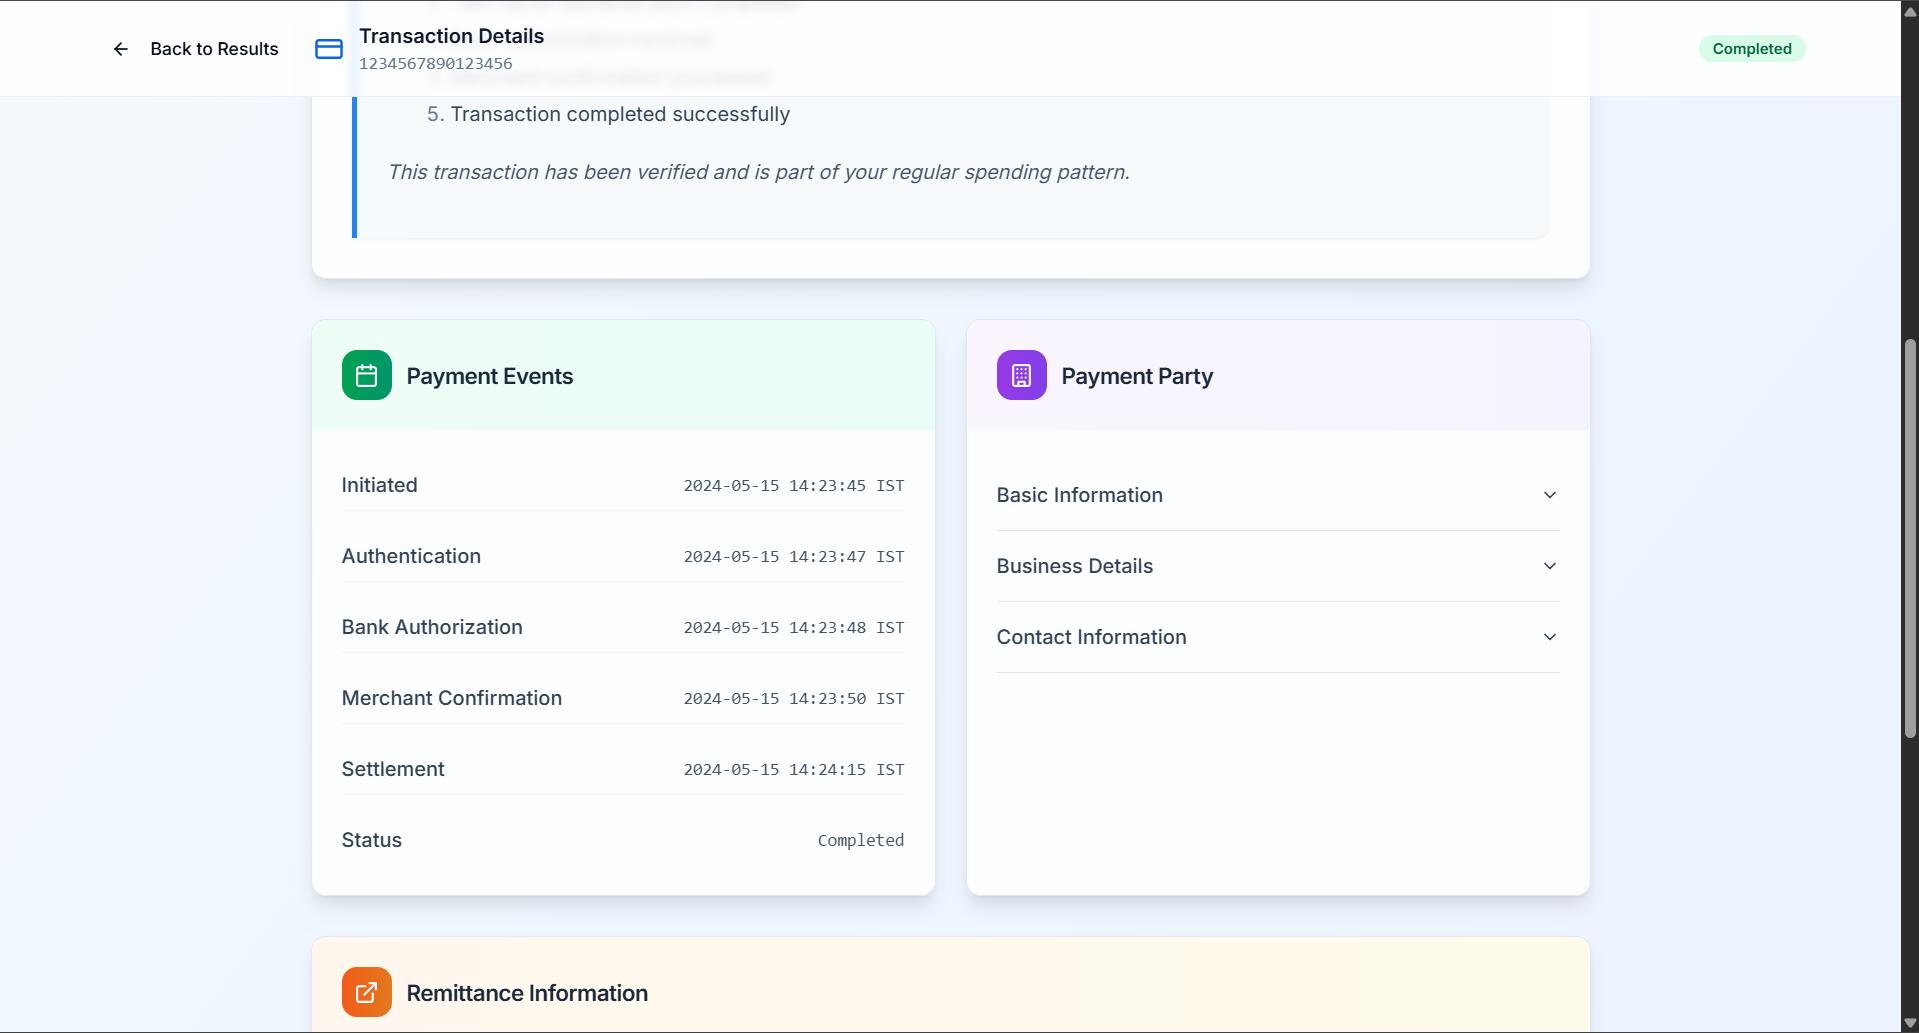 Back to Results
Transaction Details
1234567890123456
Completed
5. Transaction completed successfully
This transaction has been verified and is part of your regular spending pattern.
Payment Events
Initiated 2024-05-15 14:23:45 IST
Authentication 2024-05-15 14:23:47 IST
Bank Authorization 2024-05-15 14:23:48 IST
Merchant Confirmation 2024-05-15 14:23:50 IST
Settlement 2024-05-15 14:24:15 IST
Status Completed
Payment Party
Basic Information
Business Details
Contact Information
Remittance Information